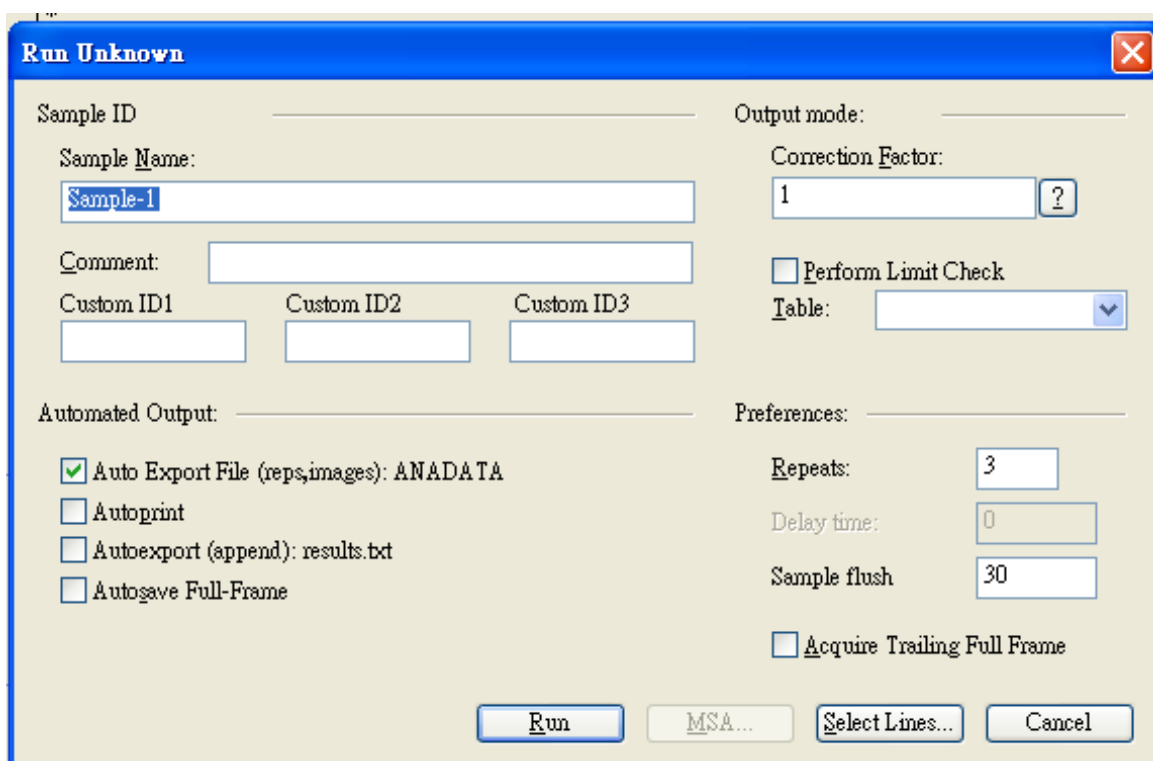 Run Unknown
Sample ID
Sample Name:
Sample-1
Comment:
Custom ID1 Custom ID2 Custom ID3
Output mode:
Correction Factor:
1 ?
Perform Limit Check
Table:
Automated Output:
Auto Export File (reps,images): ANADATA
Autoprint
Autoexport (append): results.txt
Autosave Full-Frame
Preferences:
Repeats: 3
Delay time: 0
Sample flush 30
Acquire Trailing Full Frame
Run MSA... Select Lines... Cancel